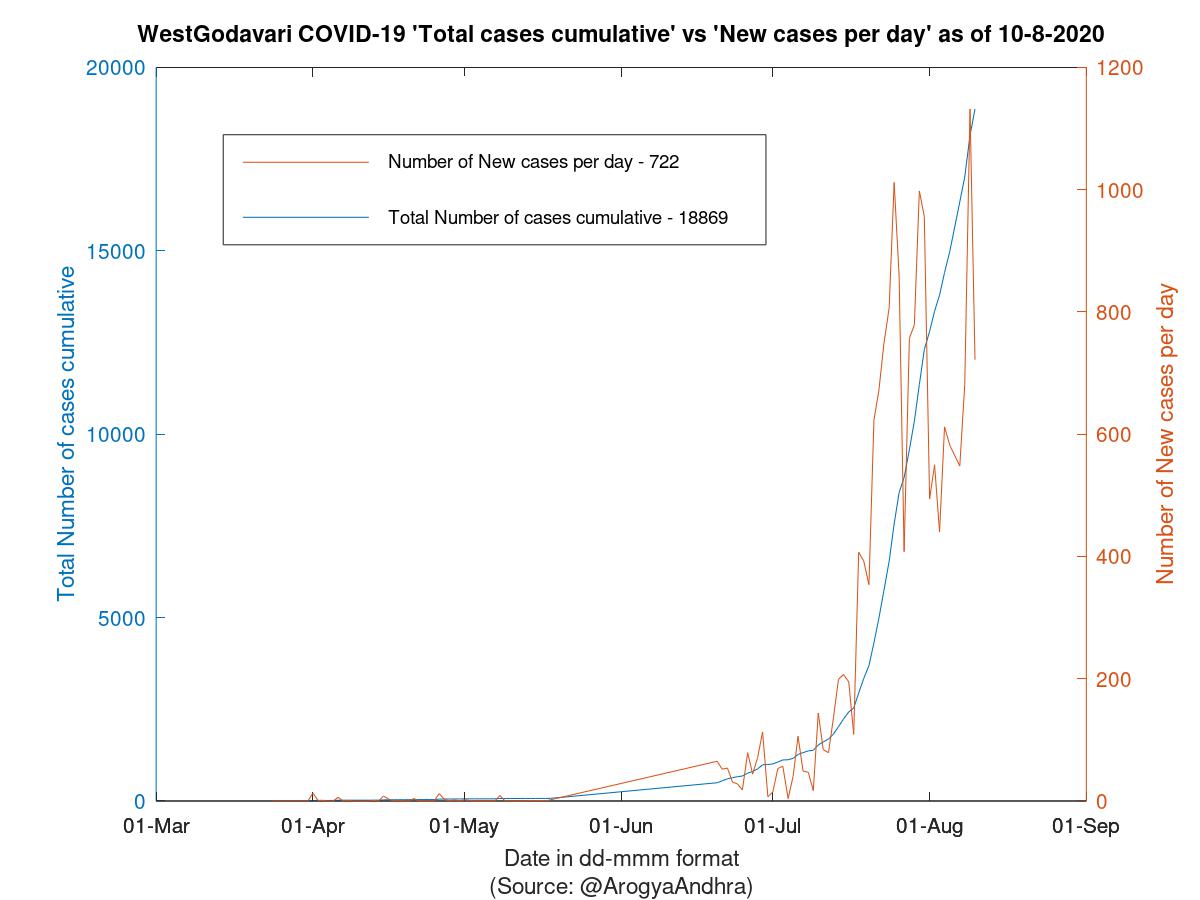 WestGodavari COVID-19 'Total cases cumulative' vs 'New cases per day' as of 10-8-2020
20000
15000
10000
5000
0
Total Number of cases cumulative
Number of New cases per day - 722
Total Number of cases cumulative - 18869
1200
1000
800
600
400
200
0
Number of New cases per day
01-Mar 01-Apr 01-May 01-Jun 01-Jul 01-Aug 01-Sep
Date in dd-mmm format
(Source: @ArogyaAndhra)